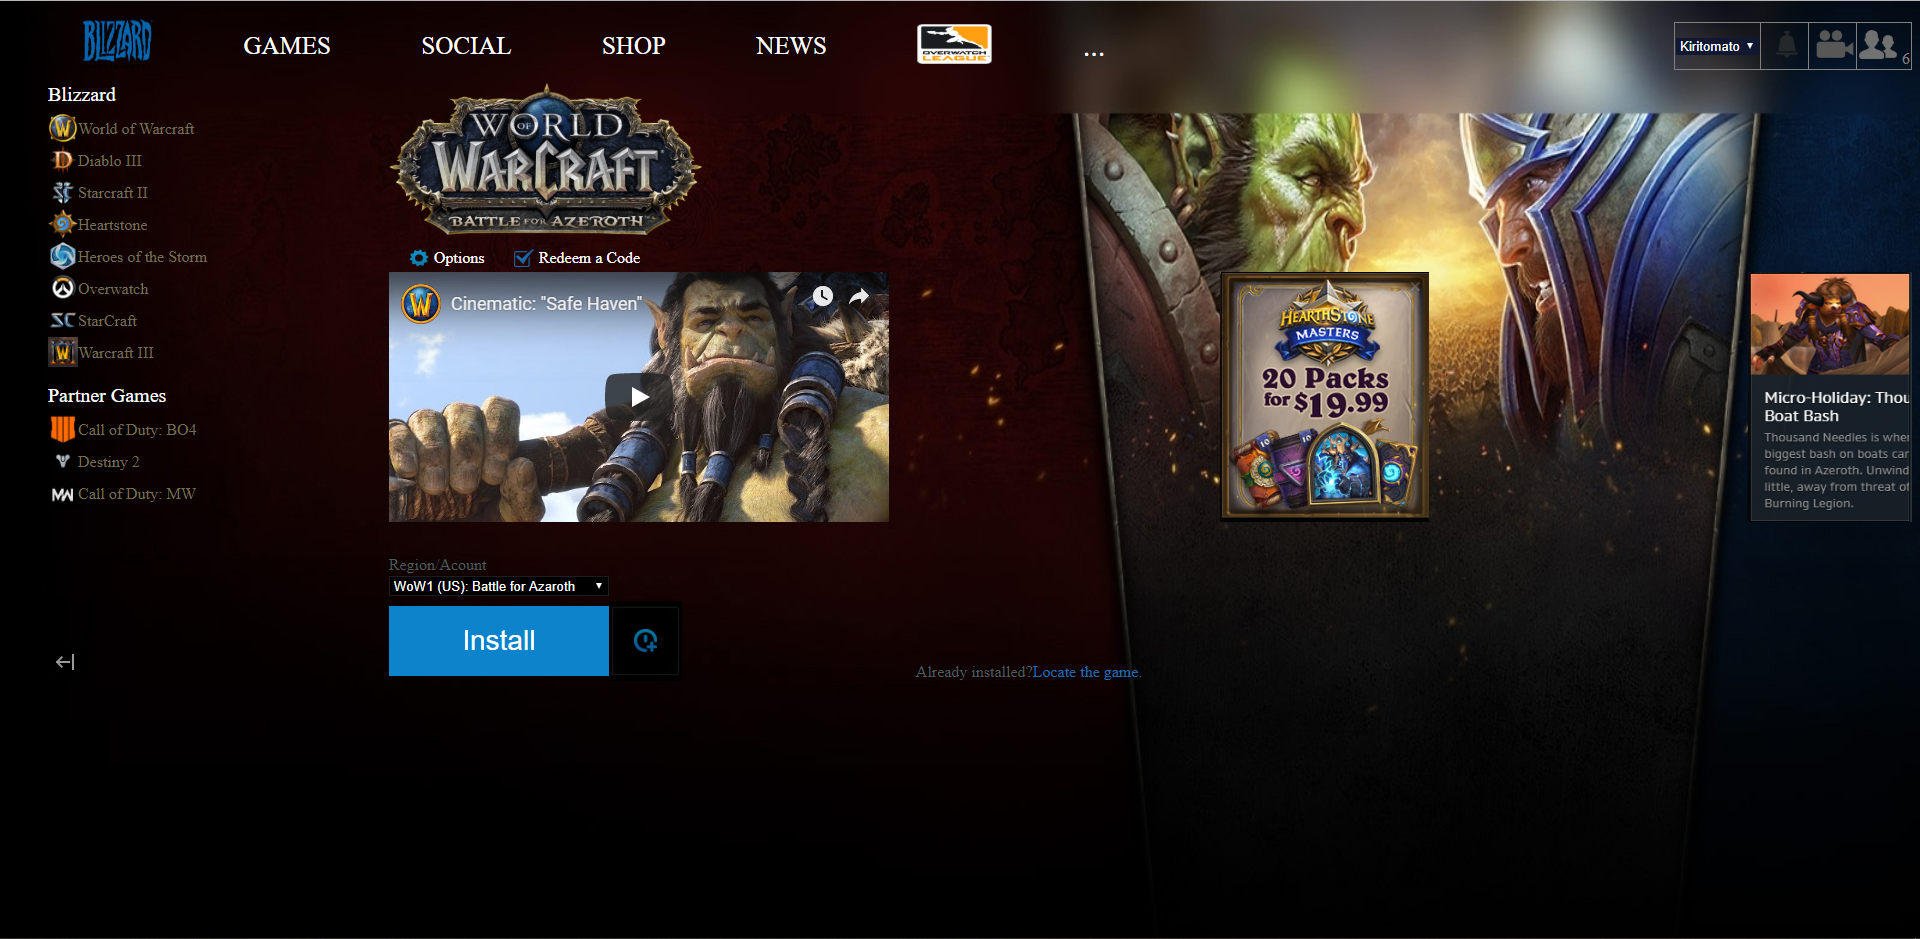 BLIZZARD
GAMES
SOCIAL
SHOP
NEWS
OVERWATCH
LEAGUE
...
Kiritomato
6
Blizzard
World of Warcraft
Diablo III
Starcraft II
Heartstone
Heroes of the Storm
Overwatch
StarCraft
Warcraft III
Partner Games
Call of Duty: BO4
Destiny 2
Call of Duty: MW
WORLD
OF
WARCRAFT
BATTLE FOR AZEROTH
Options
Redeem a Code
Cinematic: "Safe Haven"
Region/Acount
WoW1 (US): Battle for Azaroth
Install
Already installed?Locate the game.
HEARTHSTONE
MASTERS
20 Packs
for $19.99
10
10
Micro-Holiday: Thou
Boat Bash
Thousand Needles is wher
biggest bash on boats can
found in Azeroth. Unwind
little, away from threat of
Burning Legion.